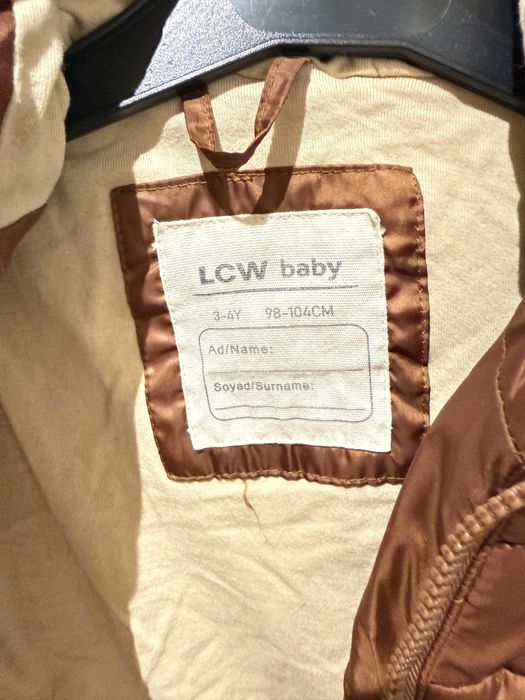 LCW baby
3-4Y 98-104CM
Ad/Name:
Soyad/Surname: